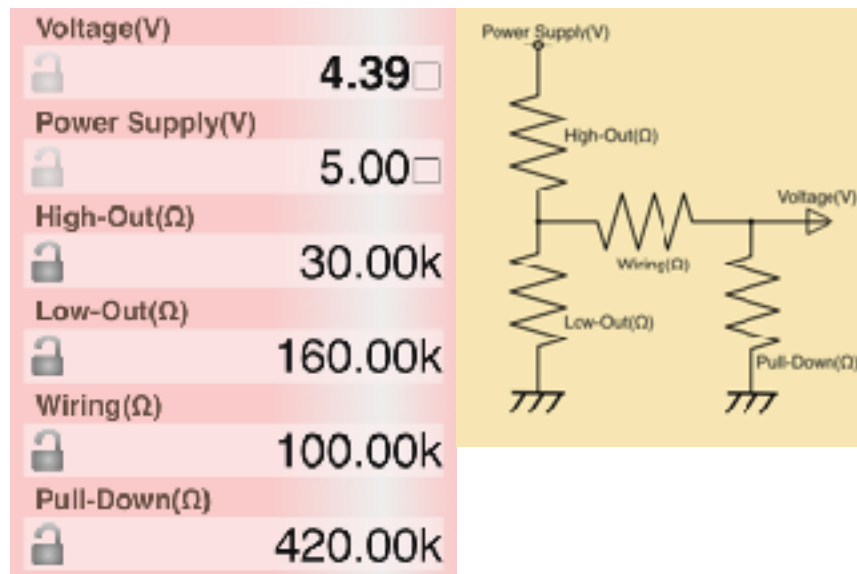 Voltage(V)
4.39□
Power Supply(V)
5.00□
High-Out(Ω)
30.00k
Low-Out(Ω)
160.00k
Wiring(Ω)
100.00k
Pull-Down(Ω)
420.00k
Power Supply(V)
High-Out(Ω)
Voltage(V)
Wiring(Ω)
Low-Out(Ω)
Pull-Down(Ω)